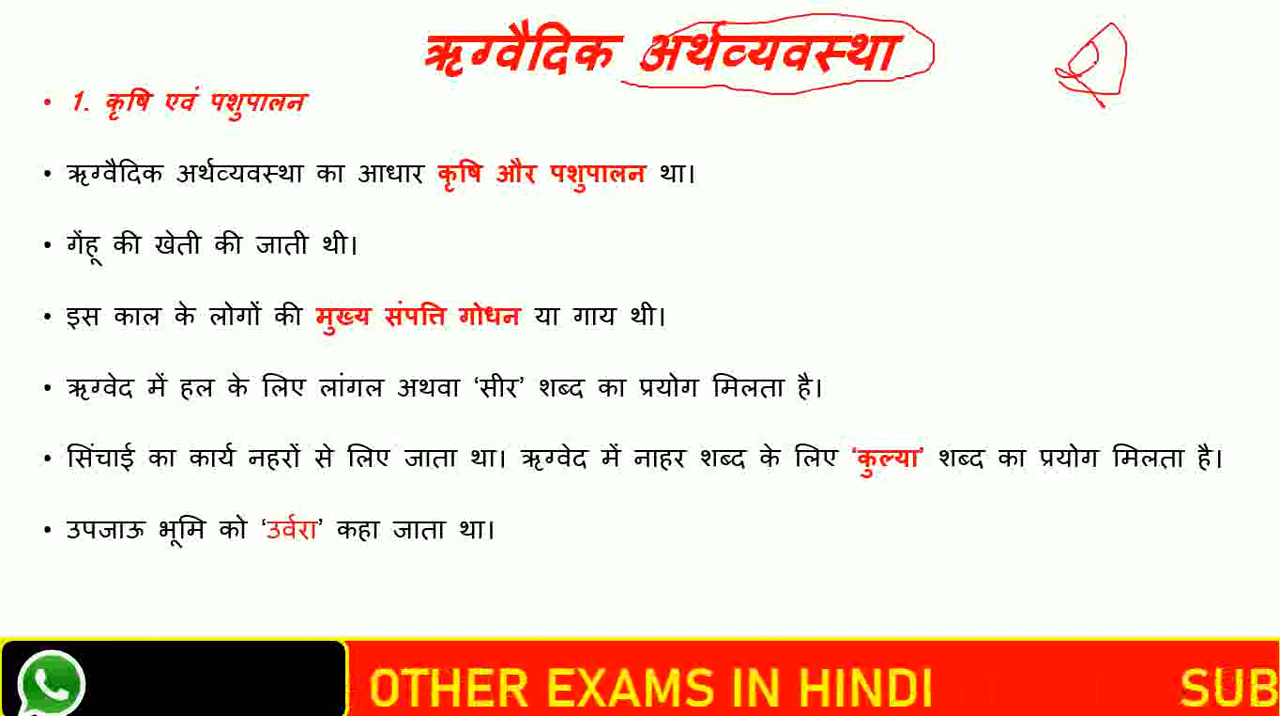 ऋग्वैदिक अर्थव्यवस्था
• 1. कृषि एवं पशुपालन
• ऋग्वैदिक अर्थव्यवस्था का आधार कृषि और पशुपालन था।
• गेंहू की खेती की जाती थी।
• इस काल के लोगों की मुख्य संपत्ति गोधन या गाय थी।
• ऋग्वेद में हल के लिए लांगल अथवा ‘सीर’ शब्द का प्रयोग मिलता है।
• सिंचाई का कार्य नहरों से लिए जाता था। ऋग्वेद में नाहर शब्द के लिए ‘कुल्या’ शब्द का प्रयोग मिलता है।
• उपजाऊ भूमि को ‘उर्वरा’ कहा जाता था।
OTHER EXAMS IN HINDI SUB